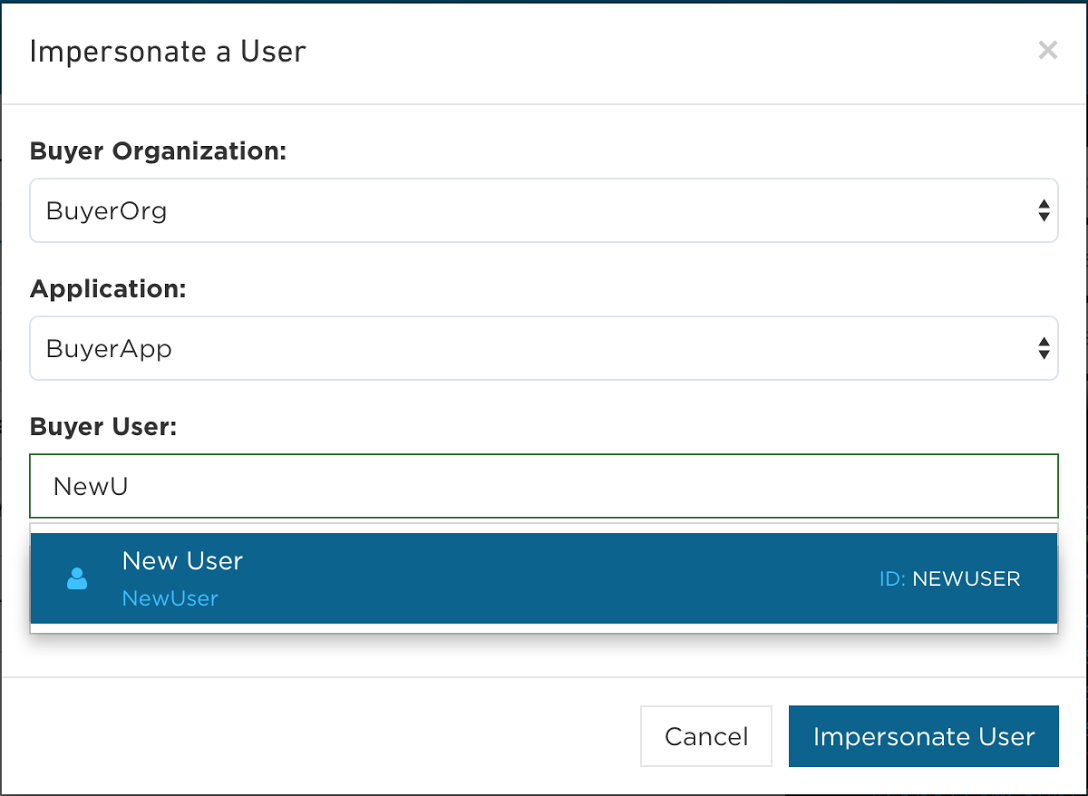 Impersonate a User ×
Buyer Organization:
BuyerOrg
Application:
BuyerApp
Buyer User:
NewU
New User
NewUser
ID: NEWUSER
Cancel
Impersonate User